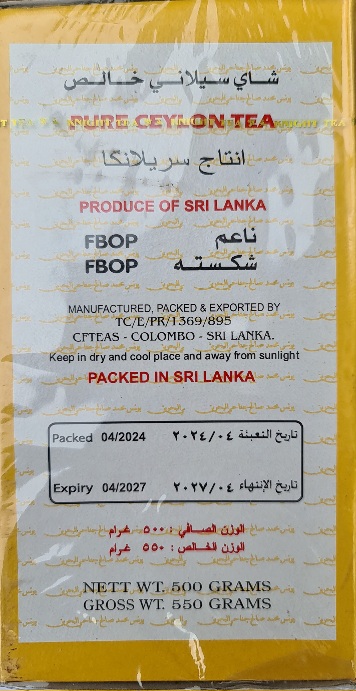 شاي سيلاني خالص
PURE CEYLON TEA
انتاج سريلانكا
PRODUCE OF SRI LANKA
FBOP ناعم
FBOP شكسته
MANUFACTURED, PACKED & EXPORTED BY
TC/E/PR/1369/895
CFTEAS - COLOMBO - SRI LANKA.
Keep in dry and cool place and away from sunlight
PACKED IN SRI LANKA
Packed 04/2024 تاريخ التعبئة ٢٠٢٤/٠٤
Expiry 04/2027 تاريخ الإنتهاء ٢٠٢٧/٠٤
الوزن الصافي : ٥٠٠ غرام
الوزن الخالص : ٥٥٠ غرام
NETT WT. 500 GRAMS
GROSS WT. 550 GRAMS